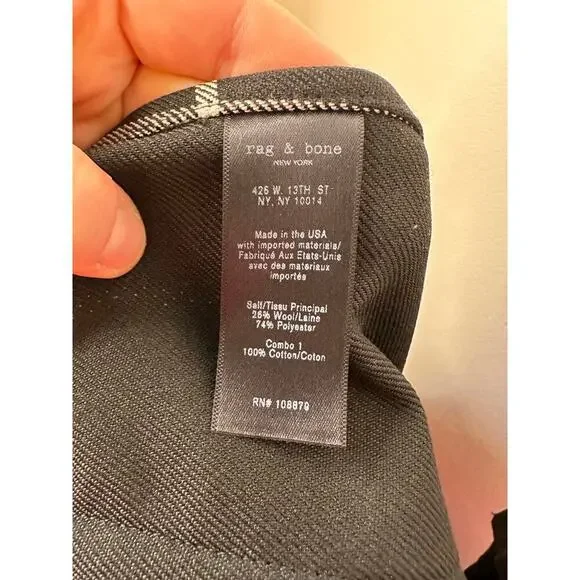 rag & bone
NEW YORK
426 W. 13TH ST
NY, NY 10014
Made in the USA
with imported materials/
Fabriqué Aux Etats-Unis
avec des materiaux
importés
Self/Tissu Principal
26% Wool/Laine
74% Polyester
Combo 1
100% Cotton/Coton
RN# 108879